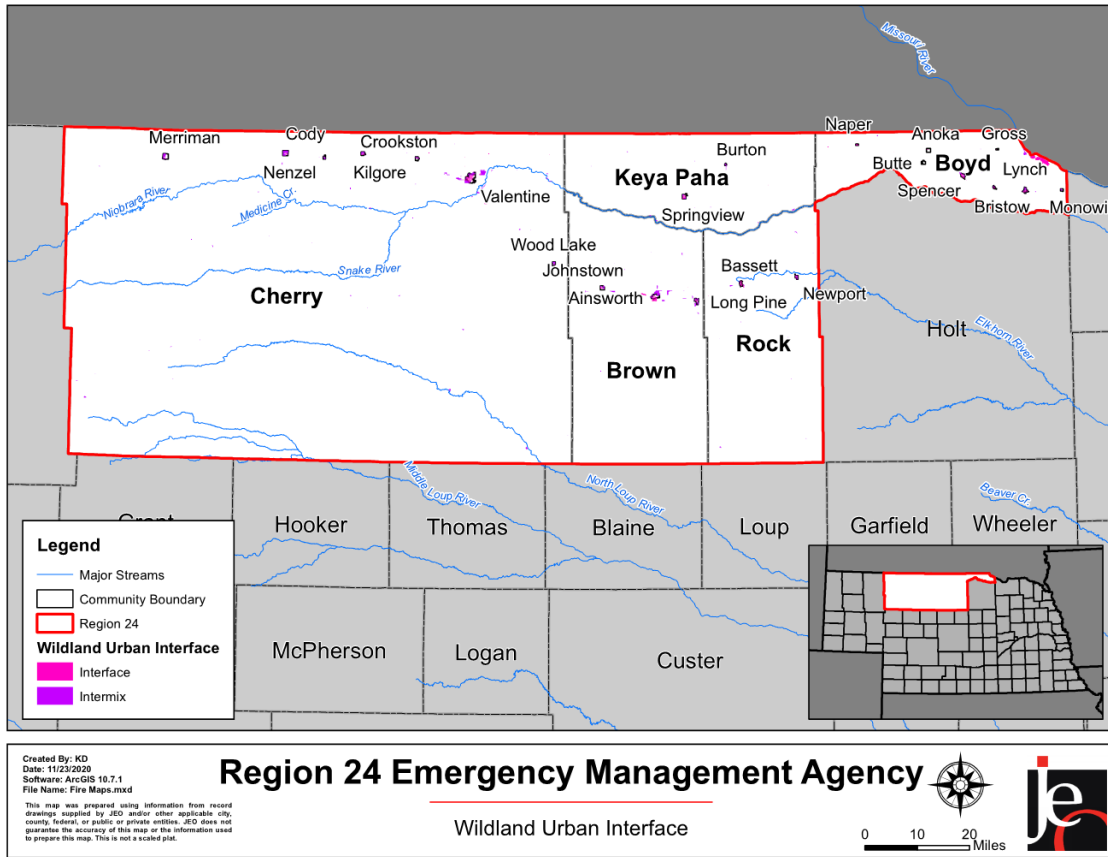 Missouri River
Naper
Anoka
Gross
Merriman
Cody
Crookston
Burton
Butte
Boyd
Lynch
Nenzel
Kilgore
Keya Paha
Niobrara River
Medicine Cr.
Valentine
Springview
Spencer
Bristow
Monowi
Wood Lake
Snake River
Johnstown
Bassett
Cherry
Ainsworth
Long Pine
Newport
Holt
Elkhorn River
Rock
Brown
Middle Loup River
North Loup River
Beaver Cr.
Grant
Hooker
Thomas
Blaine
Loup
Garfield
Wheeler
McPherson
Logan
Custer
Legend
Major Streams
Community Boundary
Region 24
Wildland Urban Interface
Interface
Intermix
Created By: KD
Date: 11/23/2020
Software: ArcGIS 10.7.1
File Name: Fire Maps.mxd
This map was prepared using information from record
drawings supplied by JEO and/or other applicable city,
county, federal, or public or private entities. JEO does not
guarantee the accuracy of this map or the information used
to prepare this map. This is not a scaled plat.
Region 24 Emergency Management Agency
Wildland Urban Interface
0 10 20
Miles
jeo